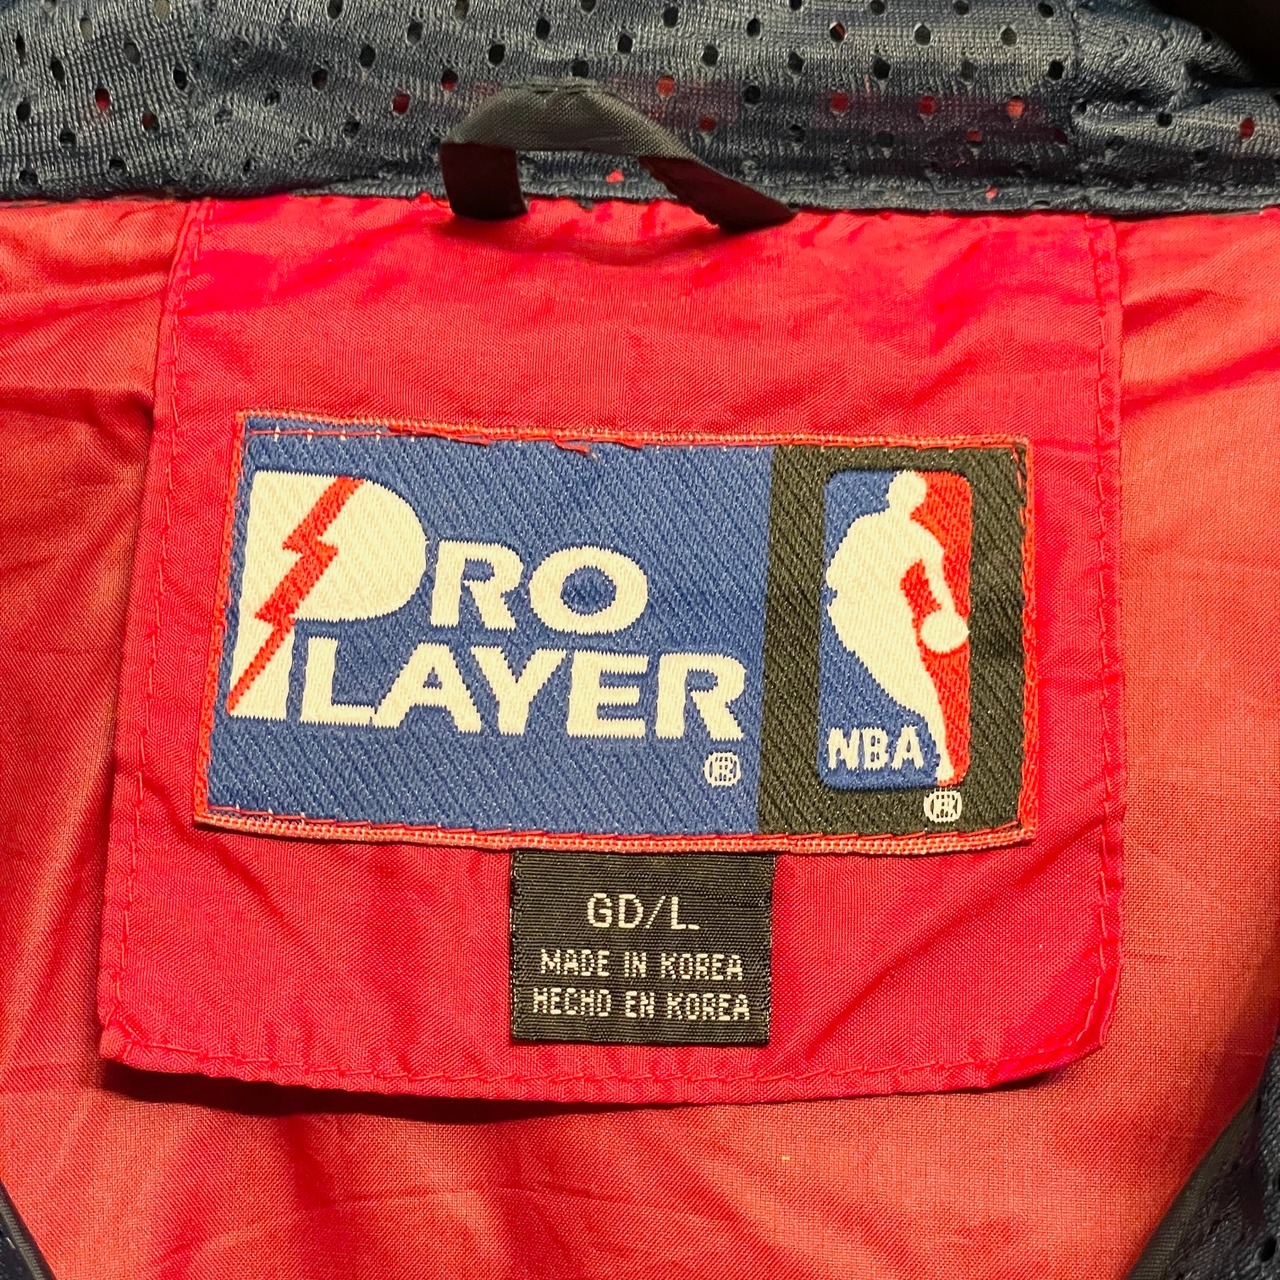 PRO
PLAYER
®
NBA
®
GD/L
MADE IN KOREA
HECHO EN KOREA